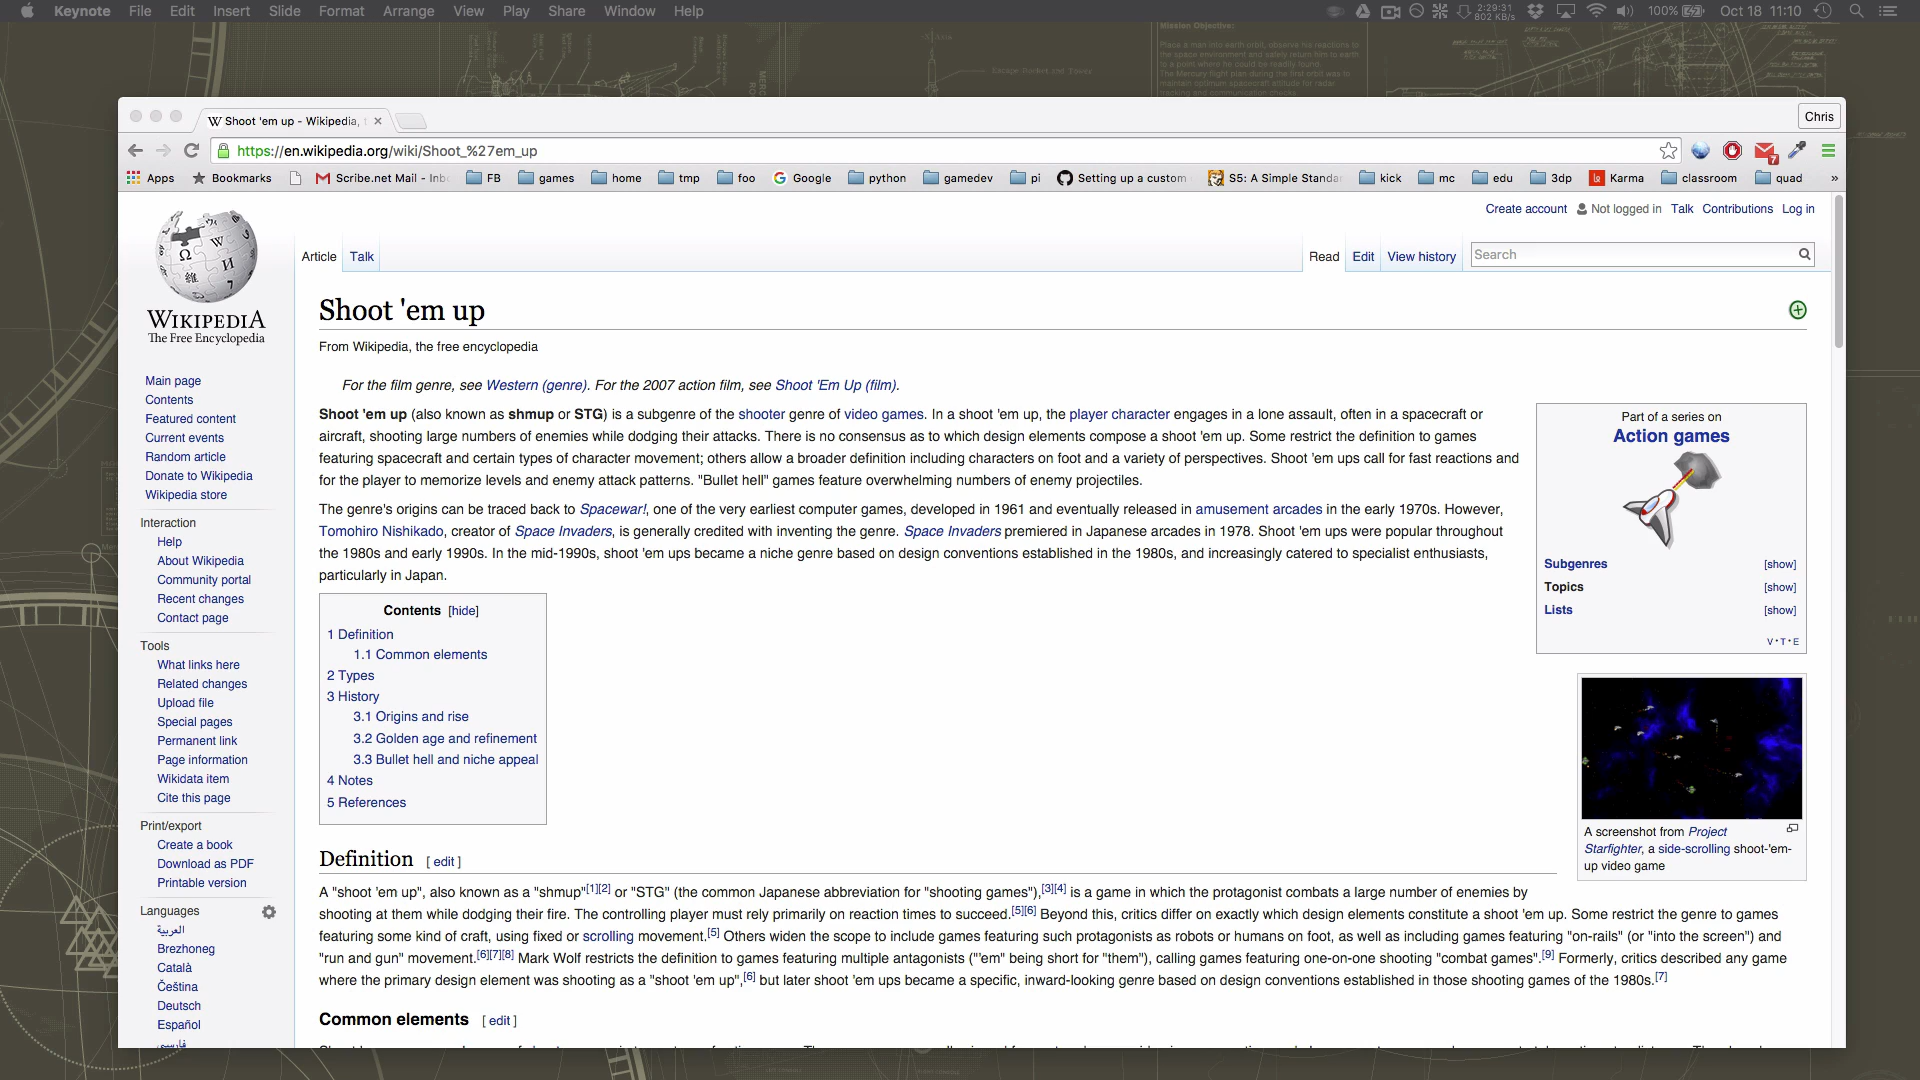 Keynote File Edit Insert Slide Format Arrange View Play Share Window Help
2:29:31
802 KB/s
100% Oct 18 11:10
Mission Objective:
Shoot 'em up - Wikipedia,
Chris
https://en.wikipedia.org/wiki/Shoot_%27em_up
7
Apps Bookmarks Scribe.net Mail - Inb FB games home tmp foo Google python gamedev pi Setting up a custom S5: A Simple Standa kick mc edu 3dp Karma classroom quad »
Create account Not logged in Talk Contributions Log in
Article Talk
Read Edit View history Search
WIKIPEDIA
The Free Encyclopedia
Main page
Contents
Featured content
Current events
Random article
Donate to Wikipedia
Wikipedia store
Interaction
Help
About Wikipedia
Community portal
Recent changes
Contact page
Tools
What links here
Related changes
Upload file
Special pages
Permanent link
Page information
Wikidata item
Cite this page
Print/export
Create a book
Download as PDF
Printable version
Languages
العربية
Brezhoneg
Català
Čeština
Deutsch
Español
فارسی
Shoot 'em up
From Wikipedia, the free encyclopedia
For the film genre, see Western (genre). For the 2007 action film, see Shoot 'Em Up (film).
Shoot 'em up (also known as shmup or STG) is a subgenre of the shooter genre of video games. In a shoot 'em up, the player character engages in a lone assault, often in a spacecraft or
aircraft, shooting large numbers of enemies while dodging their attacks. There is no consensus as to which design elements compose a shoot 'em up. Some restrict the definition to games
featuring spacecraft and certain types of character movement; others allow a broader definition including characters on foot and a variety of perspectives. Shoot 'em ups call for fast reactions and
for the player to memorize levels and enemy attack patterns. "Bullet hell" games feature overwhelming numbers of enemy projectiles.
The genre's origins can be traced back to Spacewar!, one of the very earliest computer games, developed in 1961 and eventually released in amusement arcades in the early 1970s. However,
Tomohiro Nishikado, creator of Space Invaders, is generally credited with inventing the genre. Space Invaders premiered in Japanese arcades in 1978. Shoot 'em ups were popular throughout
the 1980s and early 1990s. In the mid-1990s, shoot 'em ups became a niche genre based on design conventions established in the 1980s, and increasingly catered to specialist enthusiasts,
particularly in Japan.
Part of a series on
Action games
Subgenres [show]
Topics [show]
Lists [show]
V · T · E
Contents [hide]
1 Definition
1.1 Common elements
2 Types
3 History
3.1 Origins and rise
3.2 Golden age and refinement
3.3 Bullet hell and niche appeal
4 Notes
5 References
A screenshot from Project
Starfighter, a side-scrolling shoot-'em-
up video game
Definition [ edit ]
A "shoot 'em up", also known as a "shmup"[1][2] or "STG" (the common Japanese abbreviation for "shooting games"),[3][4] is a game in which the protagonist combats a large number of enemies by
shooting at them while dodging their fire. The controlling player must rely primarily on reaction times to succeed.[5][6] Beyond this, critics differ on exactly which design elements constitute a shoot 'em up. Some restrict the genre to games
featuring some kind of craft, using fixed or scrolling movement.[5] Others widen the scope to include games featuring such protagonists as robots or humans on foot, as well as including games featuring "on-rails" (or "into the screen") and
"run and gun" movement.[6][7][8] Mark Wolf restricts the definition to games featuring multiple antagonists ("'em" being short for "them"), calling games featuring one-on-one shooting "combat games".[9] Formerly, critics described any game
where the primary design element was shooting as a "shoot 'em up",[6] but later shoot 'em ups became a specific, inward-looking genre based on design conventions established in those shooting games of the 1980s.[7]
Common elements [ edit ]